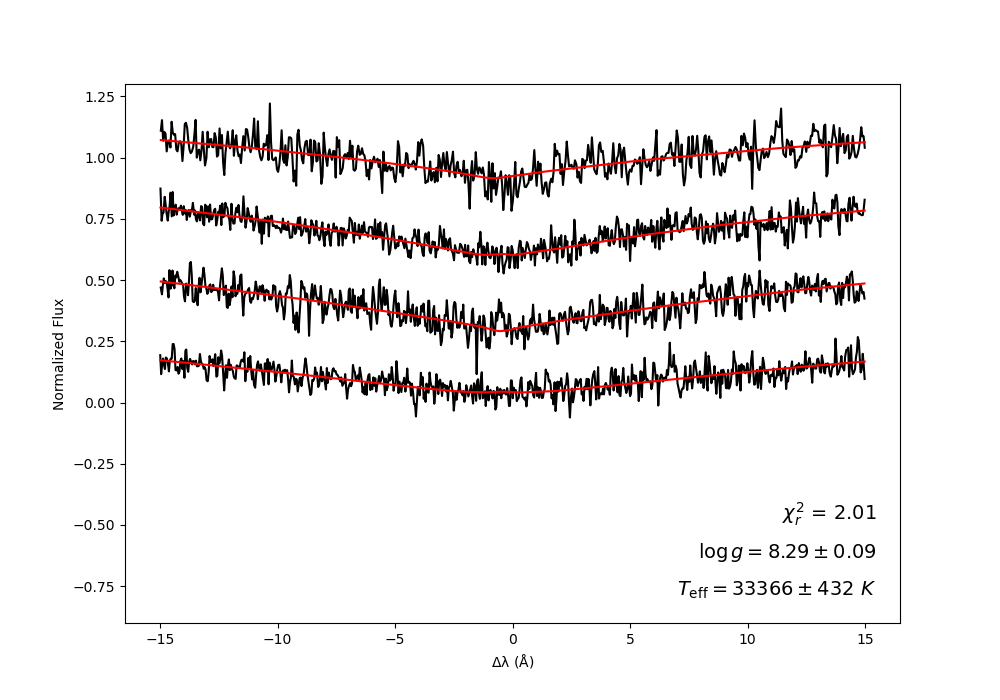 1.25
1.00
0.75
0.50
0.25
0.00
−0.25
−0.50
−0.75
Normalized Flux
χ²ᵣ = 2.01
log g = 8.29 ± 0.09
T_eff = 33366 ± 432 K
−15 −10 −5 0 5 10 15
Δλ (Å)